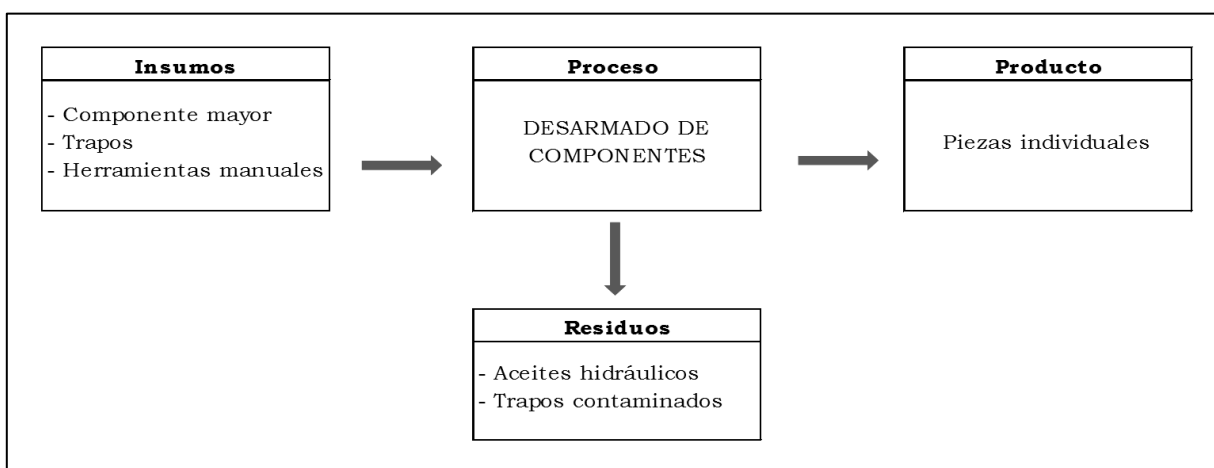 Insumos
- Componente mayor
- Trapos
- Herramientas manuales
Proceso
DESARMADO DE
COMPONENTES
Producto
Piezas individuales
Residuos
- Aceites hidráulicos
- Trapos contaminados